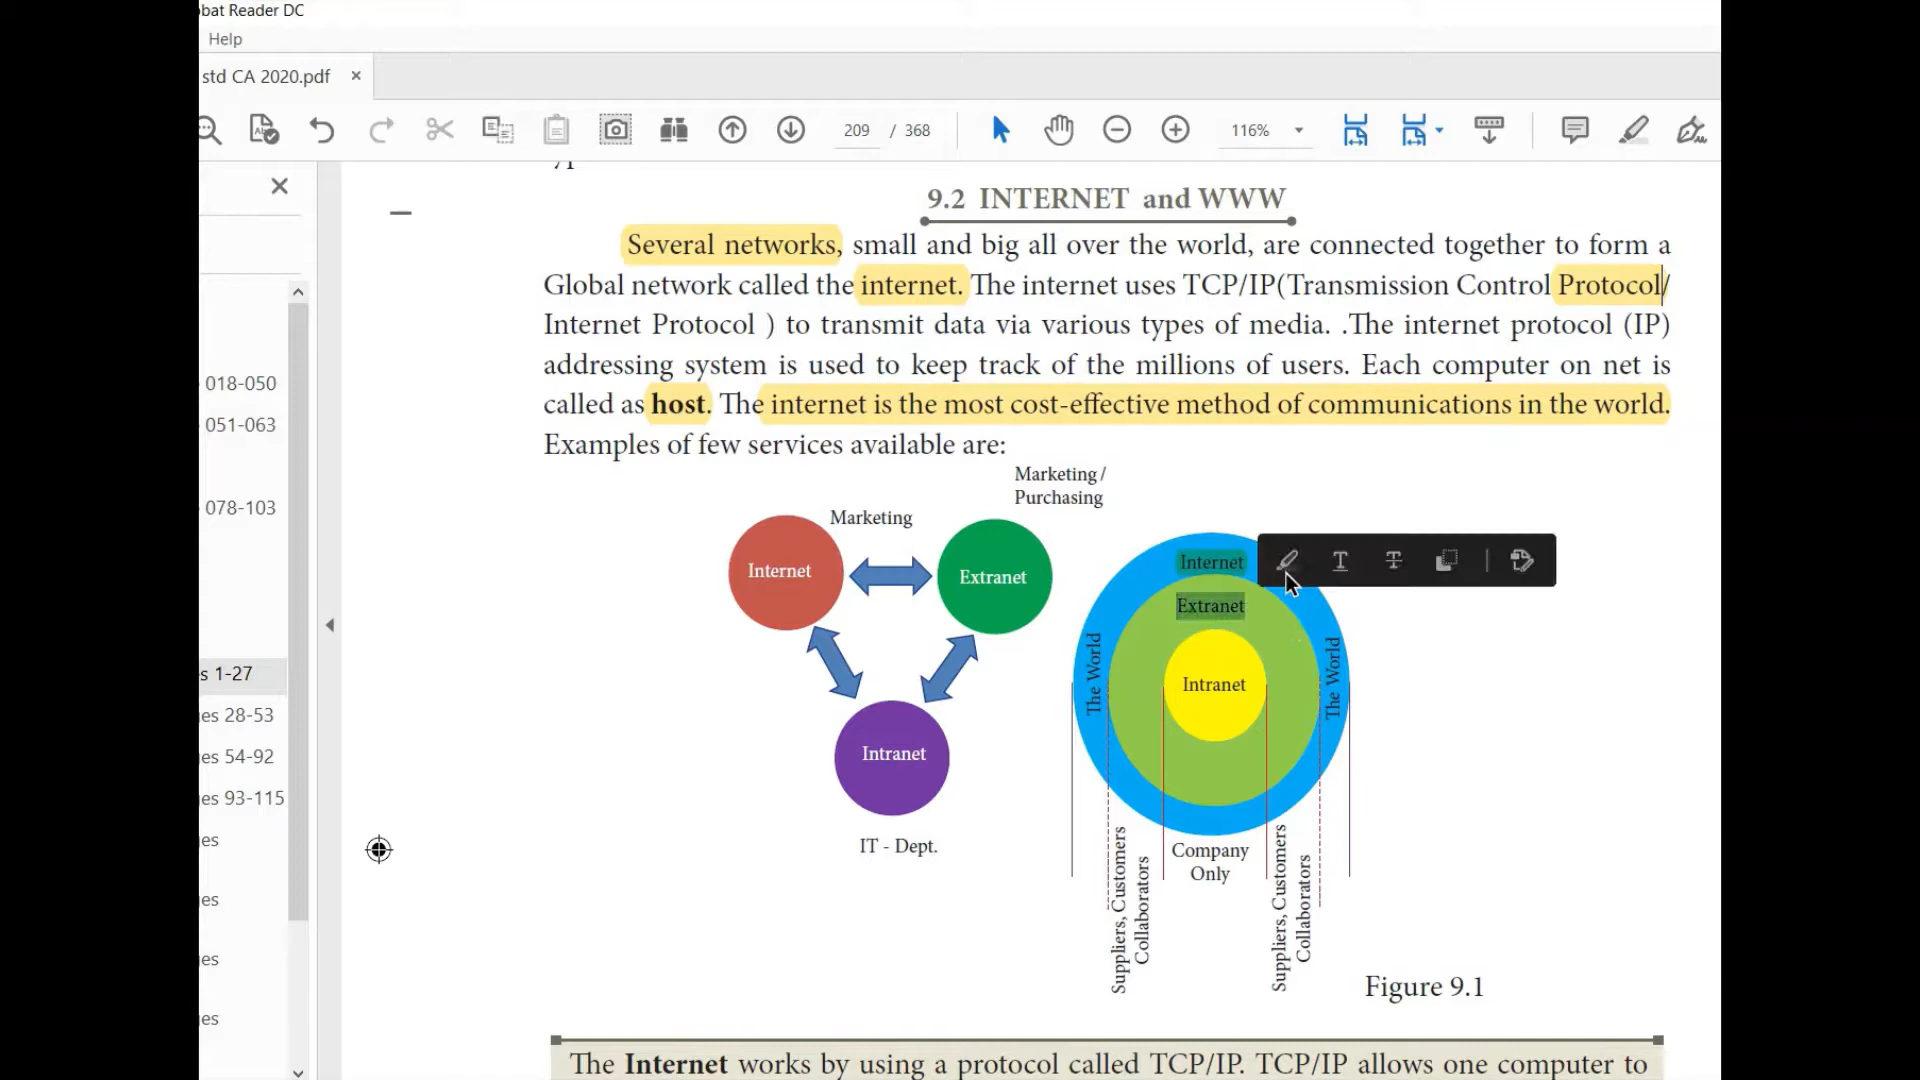 obat Reader DC
Help
std CA 2020.pdf
209 / 368
116%
018-050
051-063
078-103
s 1-27
es 28-53
es 54-92
es 93-115
es
es
es
es
9.2 INTERNET and WWW
Several networks, small and big all over the world, are connected together to form a
Global network called the internet. The internet uses TCP/IP(Transmission Control Protocol/
Internet Protocol ) to transmit data via various types of media. .The internet protocol (IP)
addressing system is used to keep track of the millions of users. Each computer on net is
called as host. The internet is the most cost-effective method of communications in the world.
Examples of few services available are:
Marketing /
Purchasing
Marketing
Internet
Extranet
Intranet
IT - Dept.
Internet
Extranet
Intranet
The World
The World
Company
Only
Suppliers, Customers
Collaborators
Suppliers, Customers
Collaborators
Figure 9.1
The Internet works by using a protocol called TCP/IP. TCP/IP allows one computer to